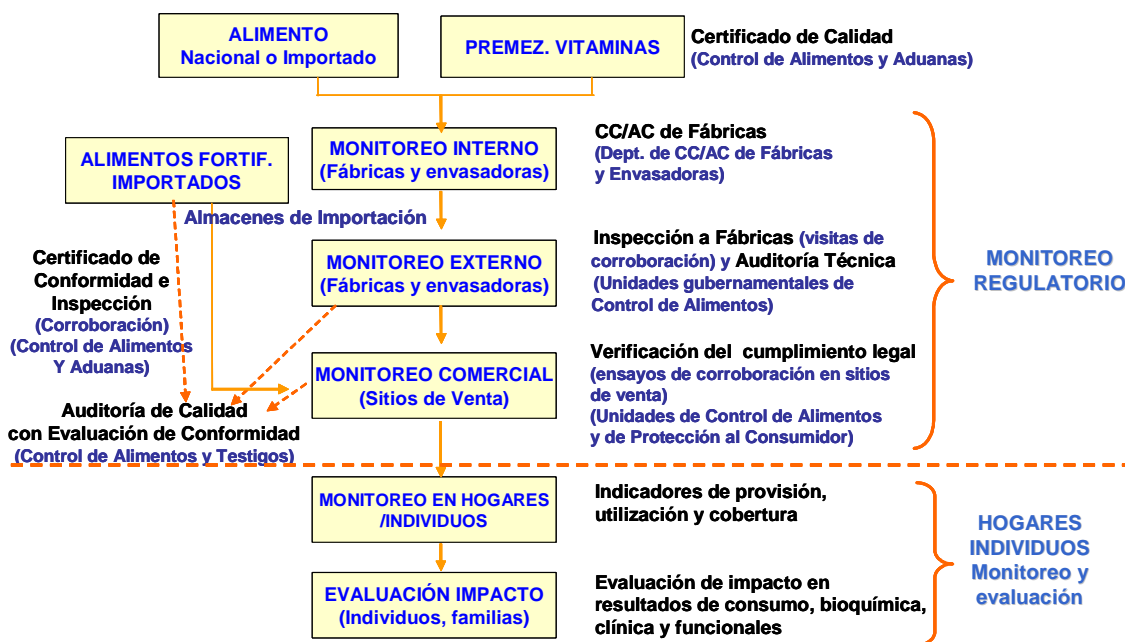 ALIMENTO
Nacional o Importado
PREMEZ. VITAMINAS
Certificado de Calidad
(Control de Alimentos y Aduanas)
ALIMENTOS FORTIF.
IMPORTADOS
MONITOREO INTERNO
(Fábricas y envasadoras)
CC/AC de Fábricas
(Dept. de CC/AC de Fábricas
y Envasadoras)
Almacenes de Importación
Certificado de
Conformidad e
Inspección
(Corroboración)
(Control de Alimentos
Y Aduanas)
MONITOREO EXTERNO
(Fábricas y envasadoras)
Inspección a Fábricas (visitas de
corroboración) y Auditoría Técnica
(Unidades gubernamentales de
Control de Alimentos)
MONITOREO
REGULATORIO
MONITOREO COMERCIAL
(Sitios de Venta)
Verificación del cumplimiento legal
(ensayos de corroboración en sitios
de venta)
(Unidades de Control de Alimentos
y de Protección al Consumidor)
Auditoría de Calidad
con Evaluación de Conformidad
(Control de Alimentos y Testigos)
MONITOREO EN HOGARES
/INDIVIDUOS
Indicadores de provisión,
utilización y cobertura
HOGARES
INDIVIDUOS
Monitoreo y
evaluación
EVALUACIÓN IMPACTO
(Individuos, familias)
Evaluación de impacto en
resultados de consumo, bioquímica,
clínica y funcionales